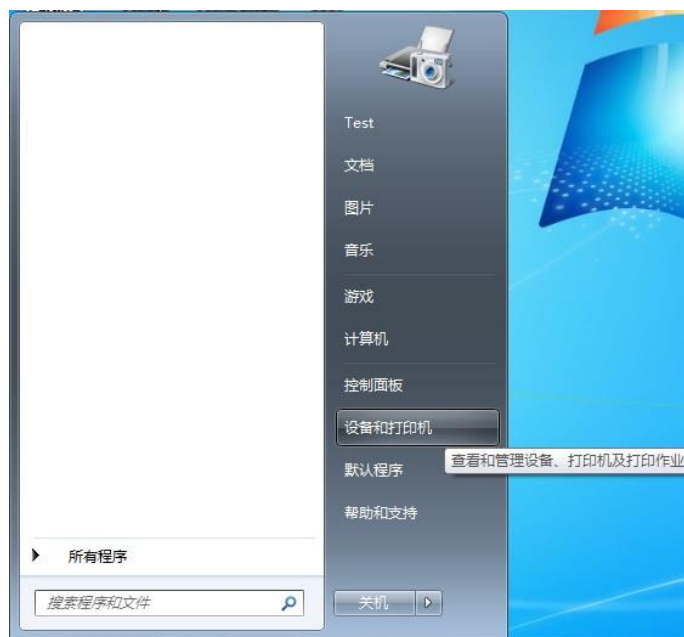 Test
文档
图片
音乐
游戏
计算机
控制面板
设备和打印机
查看和管理设备、打印机及打印作业
默认程序
帮助和支持
所有程序
搜索程序和文件
关机